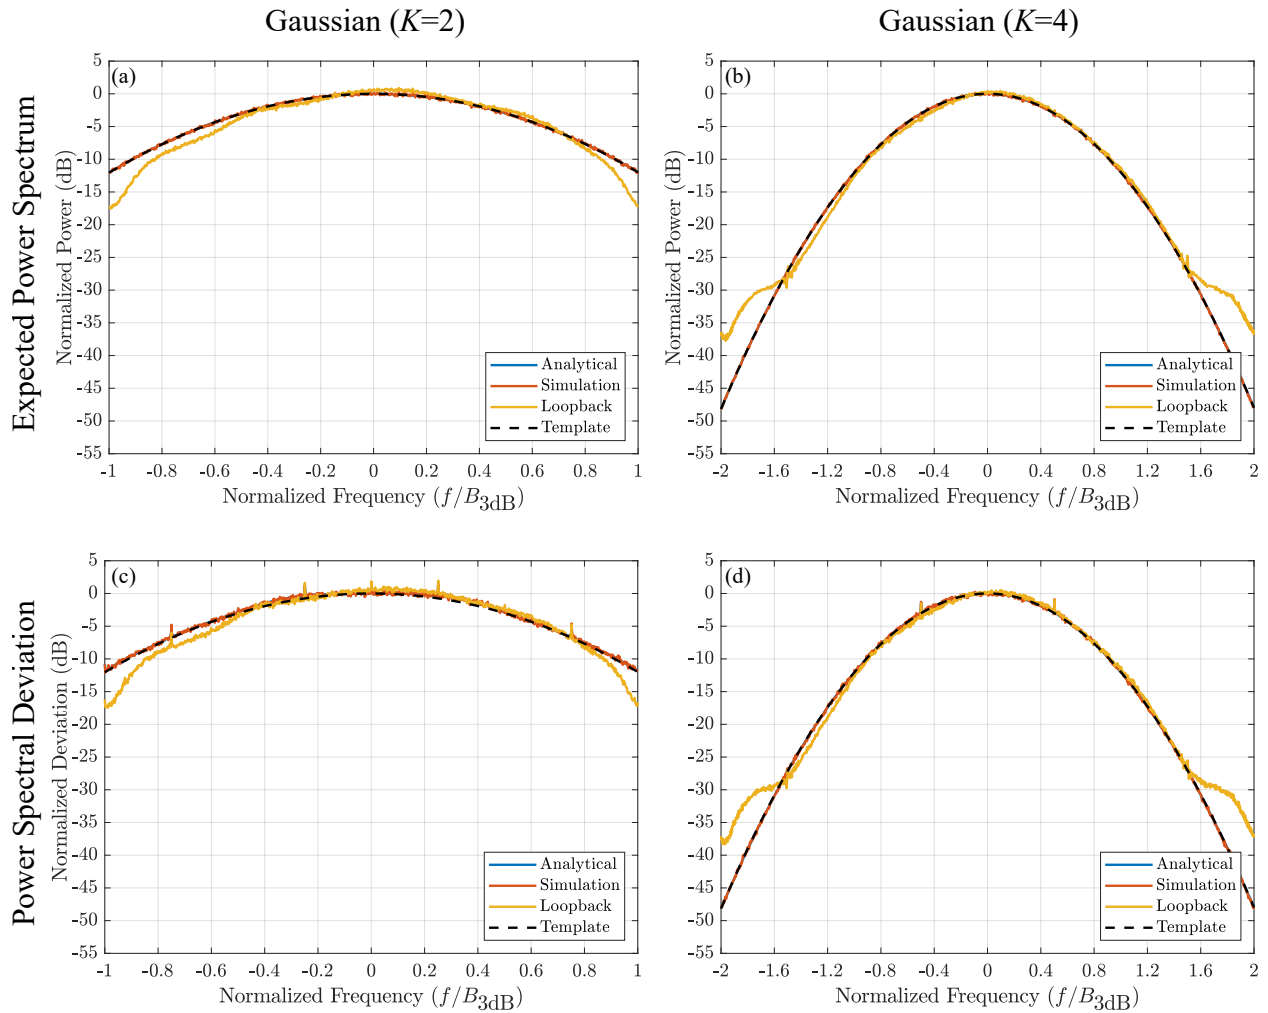 Gaussian (K=2)
Gaussian (K=4)
Expected Power Spectrum
(a)
Normalized Power (dB)
5
0
-5
-10
-15
-20
-25
-30
-35
-40
-45
-50
-55
Analytical
Simulation
Loopback
Template
-1 -0.8 -0.6 -0.4 -0.2 0 0.2 0.4 0.6 0.8 1
Normalized Frequency (f/B3dB)
(b)
Normalized Power (dB)
5
0
-5
-10
-15
-20
-25
-30
-35
-40
-45
-50
-55
Analytical
Simulation
Loopback
Template
-2 -1.6 -1.2 -0.8 -0.4 0 0.4 0.8 1.2 1.6 2
Normalized Frequency (f/B3dB)
Power Spectral Deviation
(c)
Normalized Deviation (dB)
5
0
-5
-10
-15
-20
-25
-30
-35
-40
-45
-50
-55
Analytical
Simulation
Loopback
Template
-1 -0.8 -0.6 -0.4 -0.2 0 0.2 0.4 0.6 0.8 1
Normalized Frequency (f/B3dB)
(d)
5
0
-5
-10
-15
-20
-25
-30
-35
-40
-45
-50
-55
Analytical
Simulation
Loopback
Template
-2 -1.6 -1.2 -0.8 -0.4 0 0.4 0.8 1.2 1.6 2
Normalized Frequency (f/B3dB)